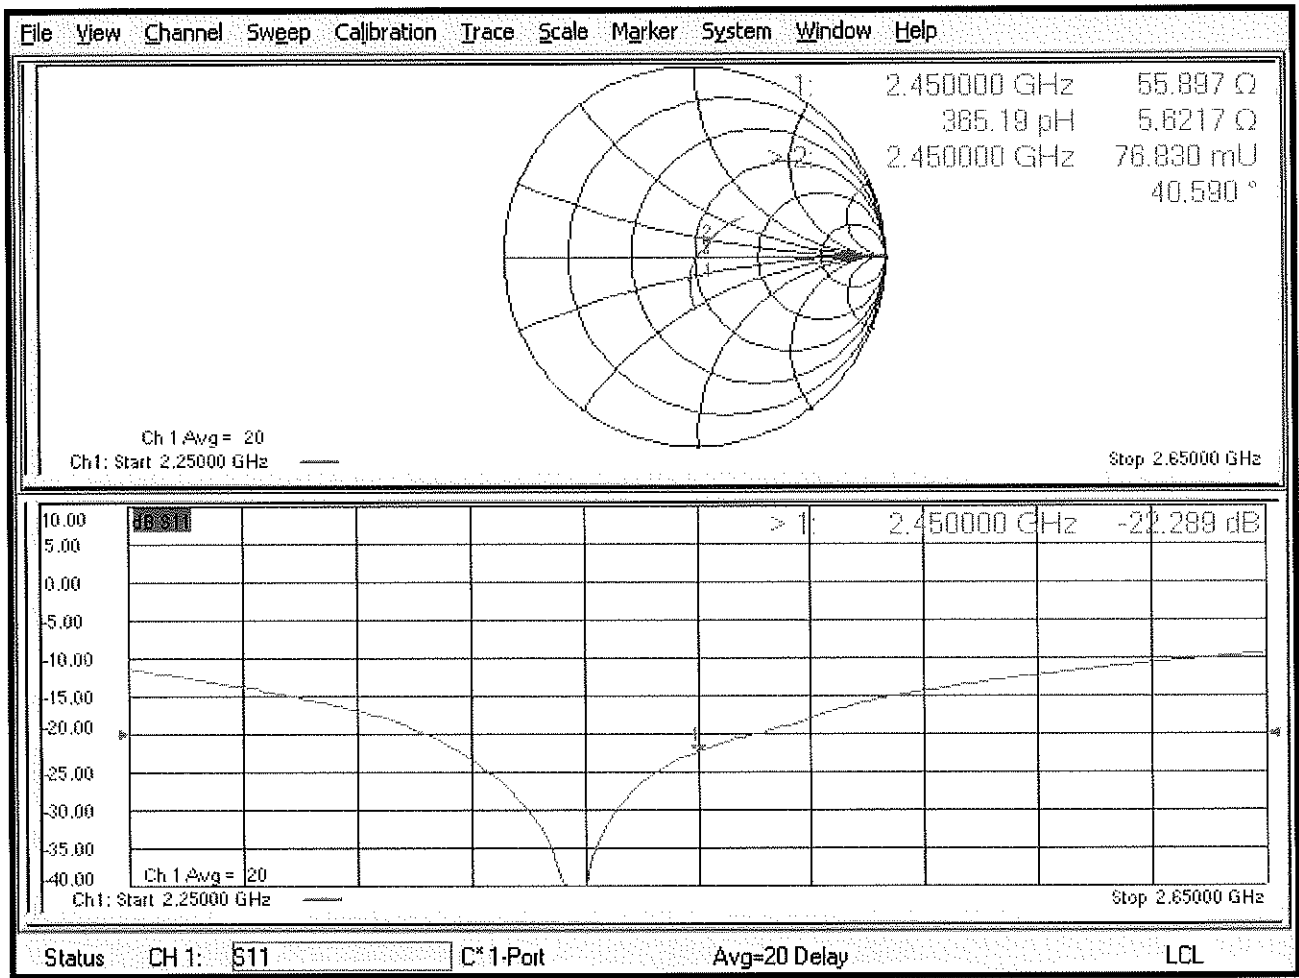 File View Channel Sweep Calibration Trace Scale Marker System Window Help
1: 2.450000 GHz 55.897 Ω
365.19 pH 5.6217 Ω
> 2: 2.450000 GHz 76.830 mU
40.590 °
2
1
Ch 1 Avg = 20
Ch1: Start 2.25000 GHz
Stop 2.65000 GHz
10.00
dB S11
> 1: 2.450000 GHz -22.289 dB
5.00
0.00
-5.00
-10.00
-15.00
-20.00
1
-25.00
-30.00
-35.00
-40.00
Ch 1 Avg = 20
Ch1: Start 2.25000 GHz
Stop 2.65000 GHz
Status CH 1: S11 C* 1-Port Avg=20 Delay LCL